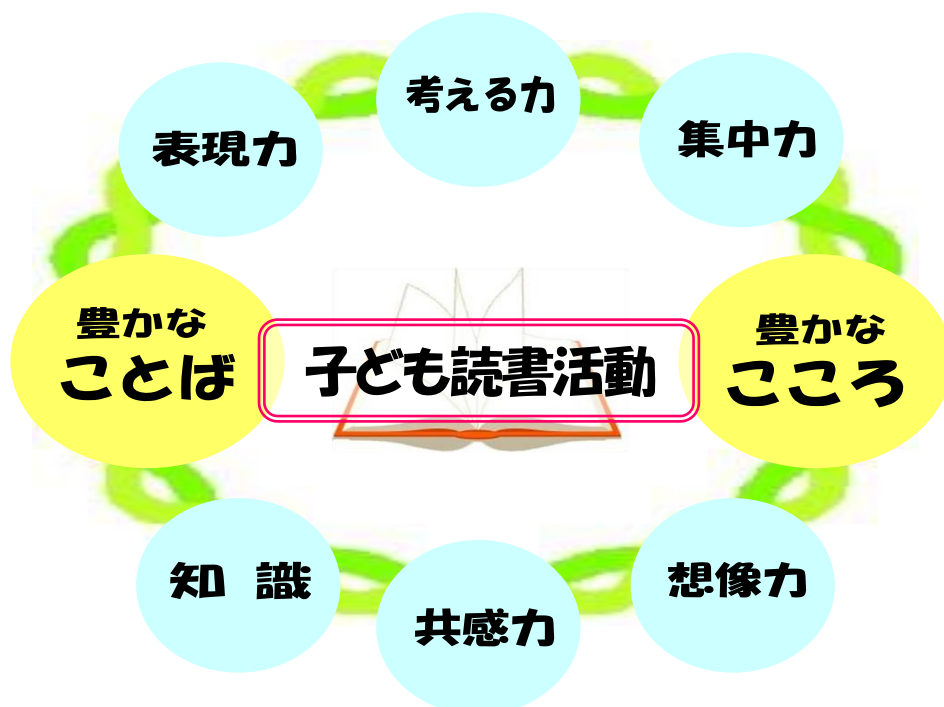 考える力
表現力
集中力
豊かな
ことば
子ども読書活動
豊かな
こころ
知 識
共感力
想像力